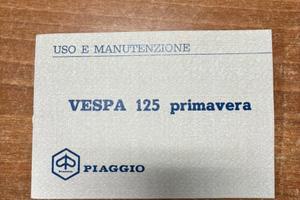 USO E MANUTENZIONE
VESPA 125 primavera
PIAGGIO